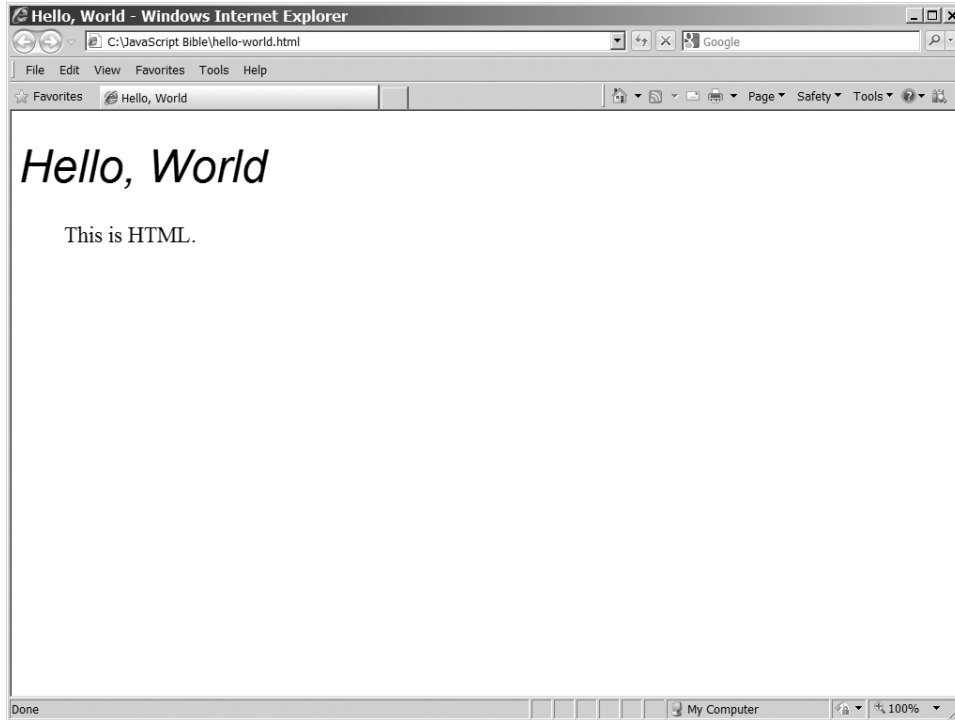 Hello, World - Windows Internet Explorer
C:\JavaScript Bible\hello-world.html Google
File Edit View Favorites Tools Help
Favorites Hello, World Page Safety Tools
Hello, World
This is HTML.
Done My Computer 100%